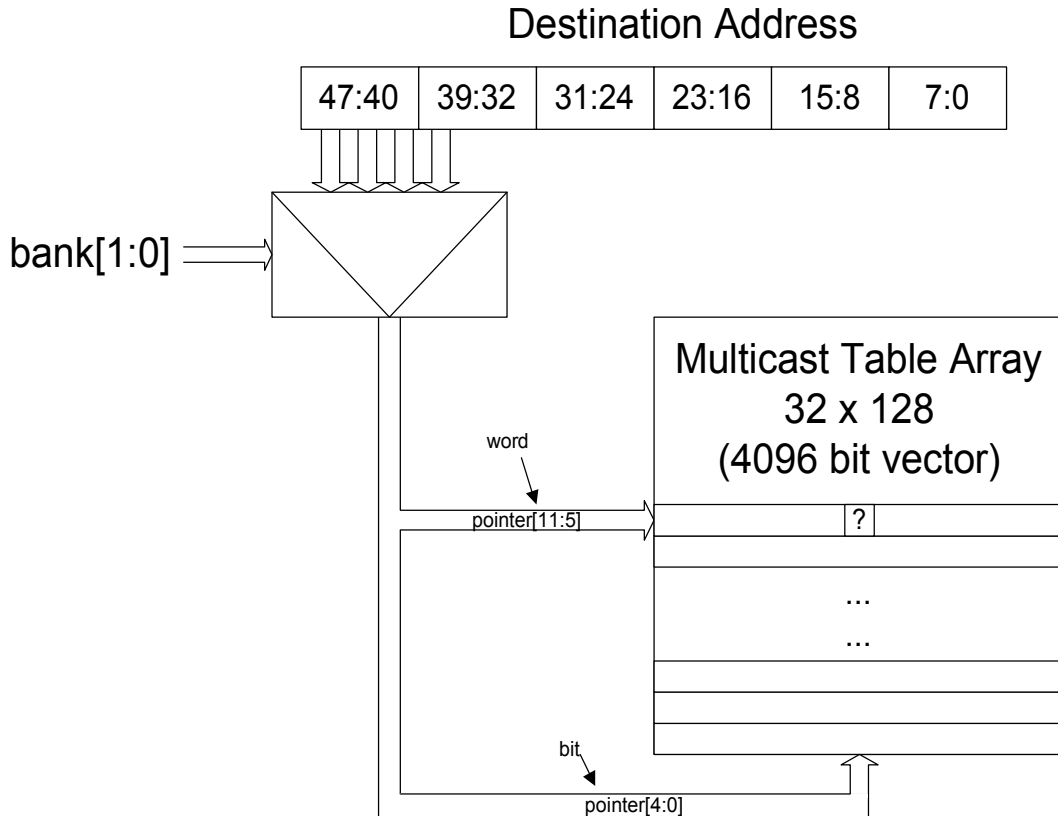 Destination Address
47:40 39:32 31:24 23:16 15:8 7:0
bank[1:0]
Multicast Table Array
32 x 128
(4096 bit vector)
word
pointer[11:5]
?
...
...
bit
pointer[4:0]